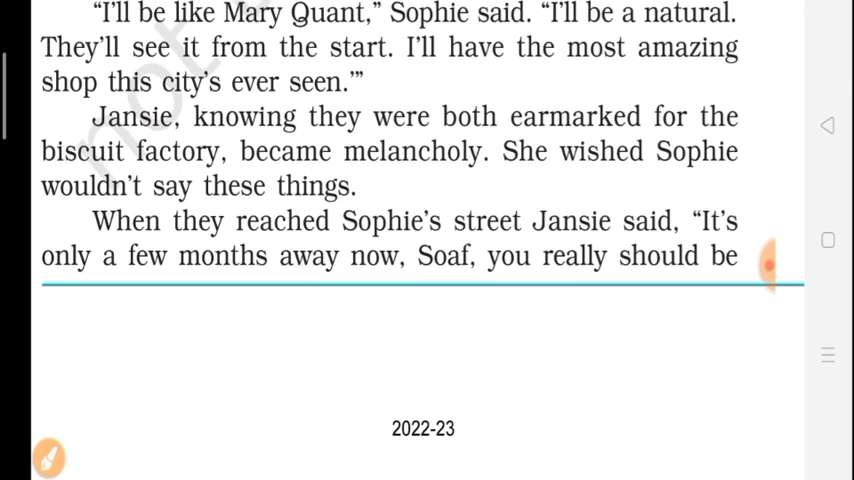 “I’ll be like Mary Quant,” Sophie said. “I’ll be a natural.
They’ll see it from the start. I’ll have the most amazing
shop this city’s ever seen.’”
Jansie, knowing they were both earmarked for the
biscuit factory, became melancholy. She wished Sophie
wouldn’t say these things.
When they reached Sophie’s street Jansie said, “It’s
only a few months away now, Soaf, you really should be
2022-23
not